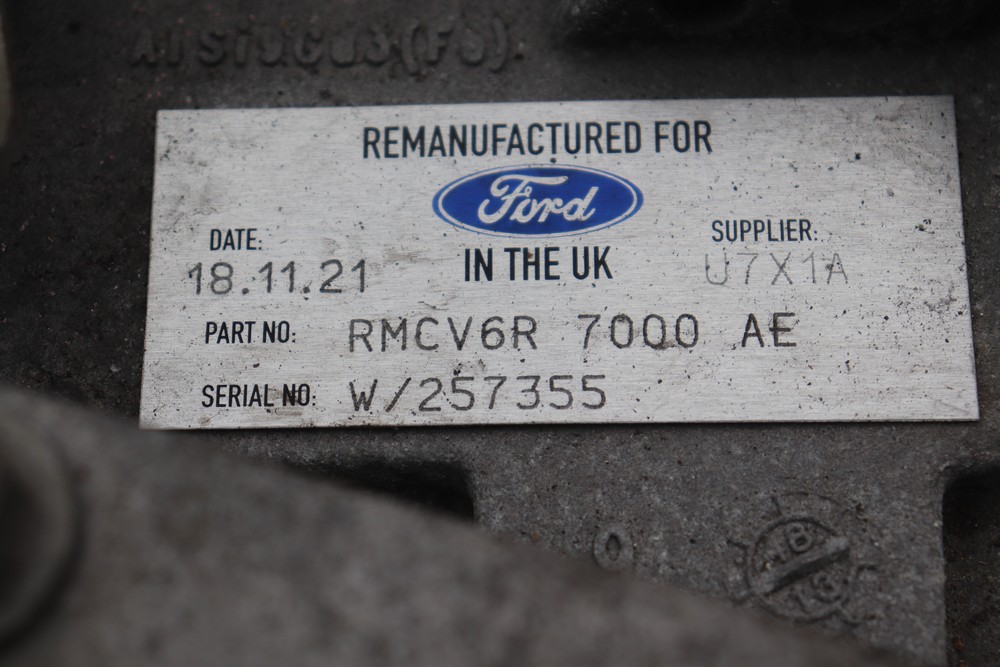 REMANUFACTURED FOR
Ford
IN THE UK
DATE:
18.11.21
SUPPLIER:
U7X1A
PART NO: RMCV6R 7000 AE
SERIAL NO: W/257355